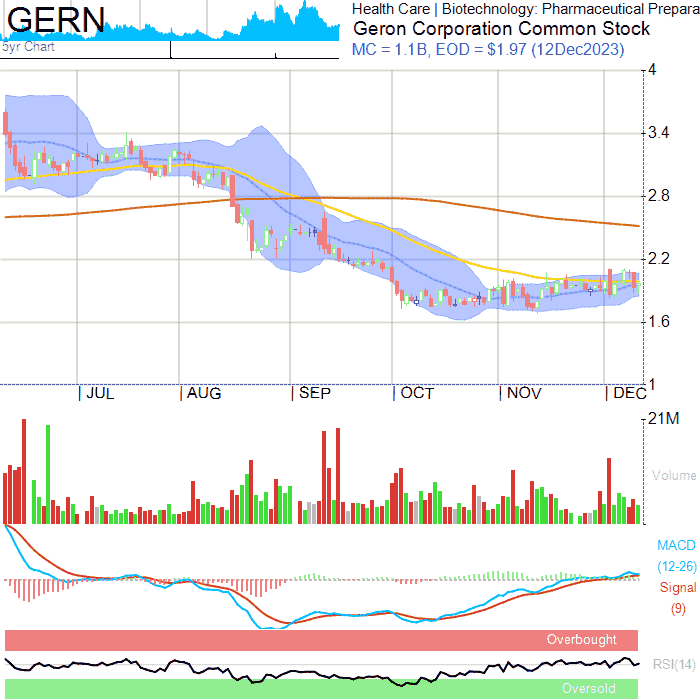 GERN
Health Care | Biotechnology: Pharmaceutical Prepara
Geron Corporation Common Stock
MC = 1.1B, EOD = $1.97 (12Dec2023)
5yr Chart
4
3.4
2.8
2.2
1.6
1
JUL AUG SEP OCT NOV DEC
21M
Volume
MACD
(12-26)
Signal
(9)
Overbought
RSI(14)
Oversold